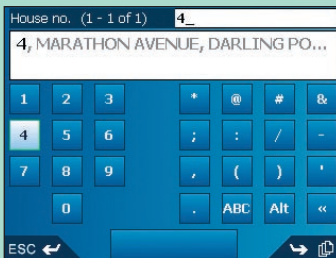 House no. (1 - 1 of 1) 4_
4, MARATHON AVENUE, DARLING PO...
1 2 3 * @ # &
4 5 6 ; : / -
7 8 9 , ( ) '
0 . ABC Alt «
ESC